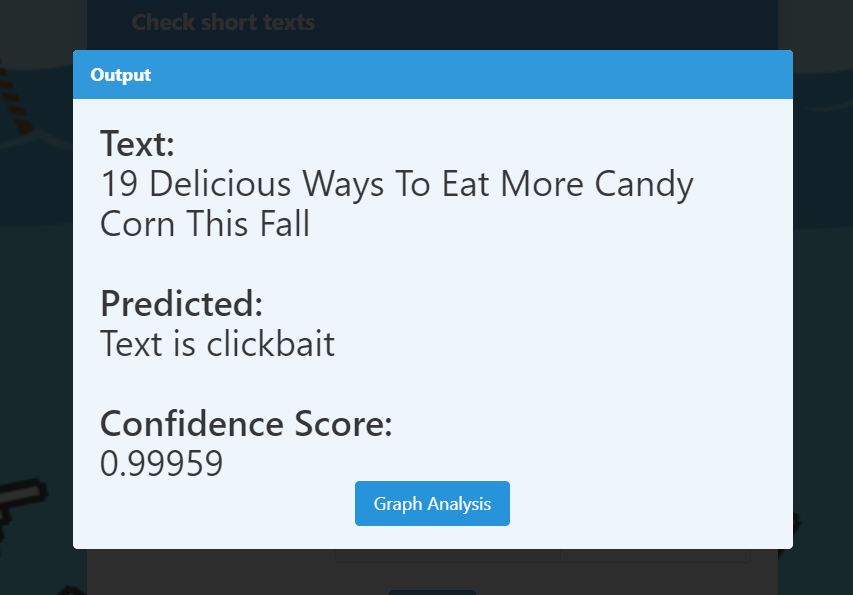 Check short texts
Output
Text:
19 Delicious Ways To Eat More Candy
Corn This Fall
Predicted:
Text is clickbait
Confidence Score:
0.99959
Graph Analysis